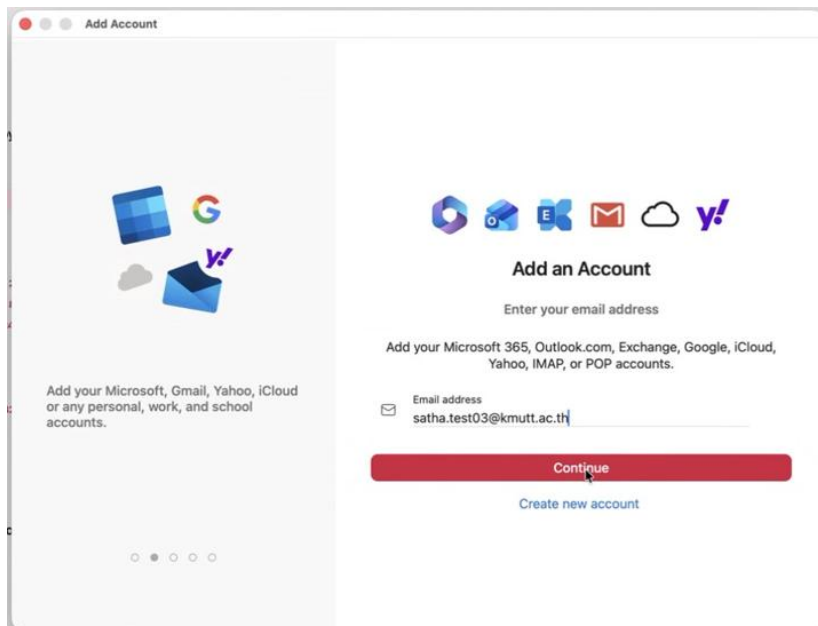 Add Account
Add your Microsoft, Gmail, Yahoo, iCloud
or any personal, work, and school
accounts.
Add an Account
Enter your email address
Add your Microsoft 365, Outlook.com, Exchange, Google, iCloud,
Yahoo, IMAP, or POP accounts.
Email address
satha.test03@kmutt.ac.th
Continue
Create new account